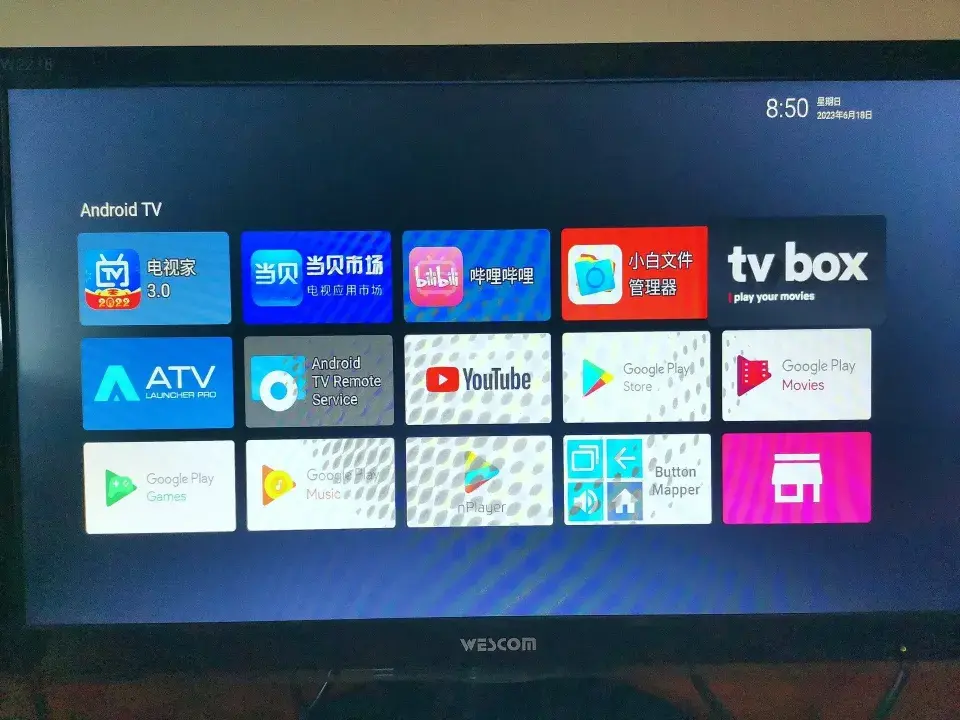 W2216
8:50
星期日
2023年6月18日
Android TV
TV
2022
电视家
3.0
当贝
当贝市场
电视应用市场
bilibili
哔哩哔哩
小白文件
管理器
tv box
play your movies
ATV
LAUNCHER PRO
Android
TV Remote
Service
YouTube
Google Play
Store
Google Play
Movies
Google Play
Games
Google Play
Music
nPlayer
Button
Mapper
WESCOM